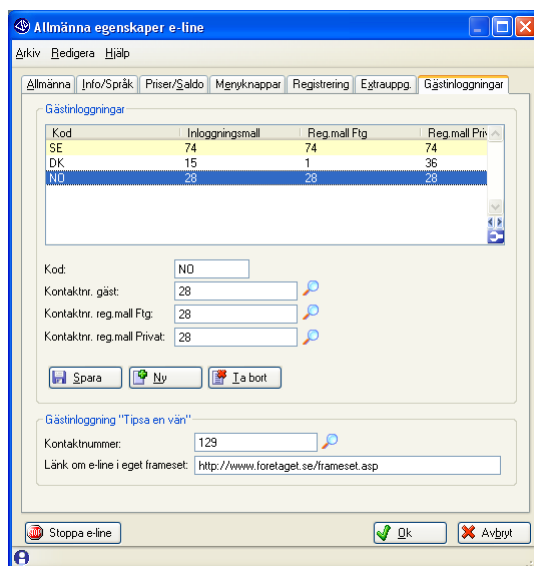 Allmänna egenskaper e-line
Arkiv Redigera Hjälp
Allmänna Info/Språk Priser/Saldo Menyknappar Registrering Extrauppg. Gästinloggningar
Gästinloggningar
Kod Inloggningsmall Reg.mall Ftg Reg.mall Priv
SE 74 74 74
DK 15 1 36
NO 28 28 28
Kod: NO
Kontaktnr. gäst: 28
Kontaktnr. reg.mall Ftg: 28
Kontaktnr. reg.mall Privat: 28
Spara Ny Ta bort
Gästinloggning "Tipsa en vän"
Kontaktnummer: 129
Länk om e-line i eget frameset: http://www.foretaget.se/frameset.asp
Stoppa e-line Ok Avbryt